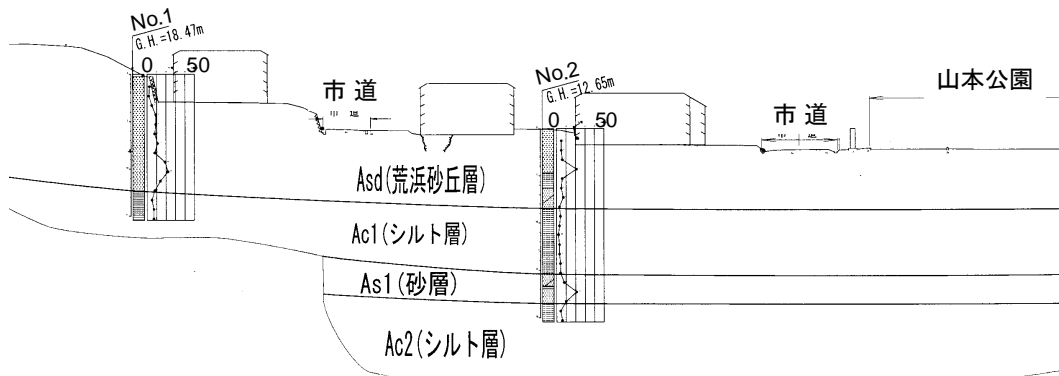 No.1
G.H.=18.47m
0 50
市道
No.2
G.H.=12.65m
0 50
市道
山本公園
Asd(荒浜砂丘層)
Ac1(シルト層)
As1(砂層)
Ac2(シルト層)